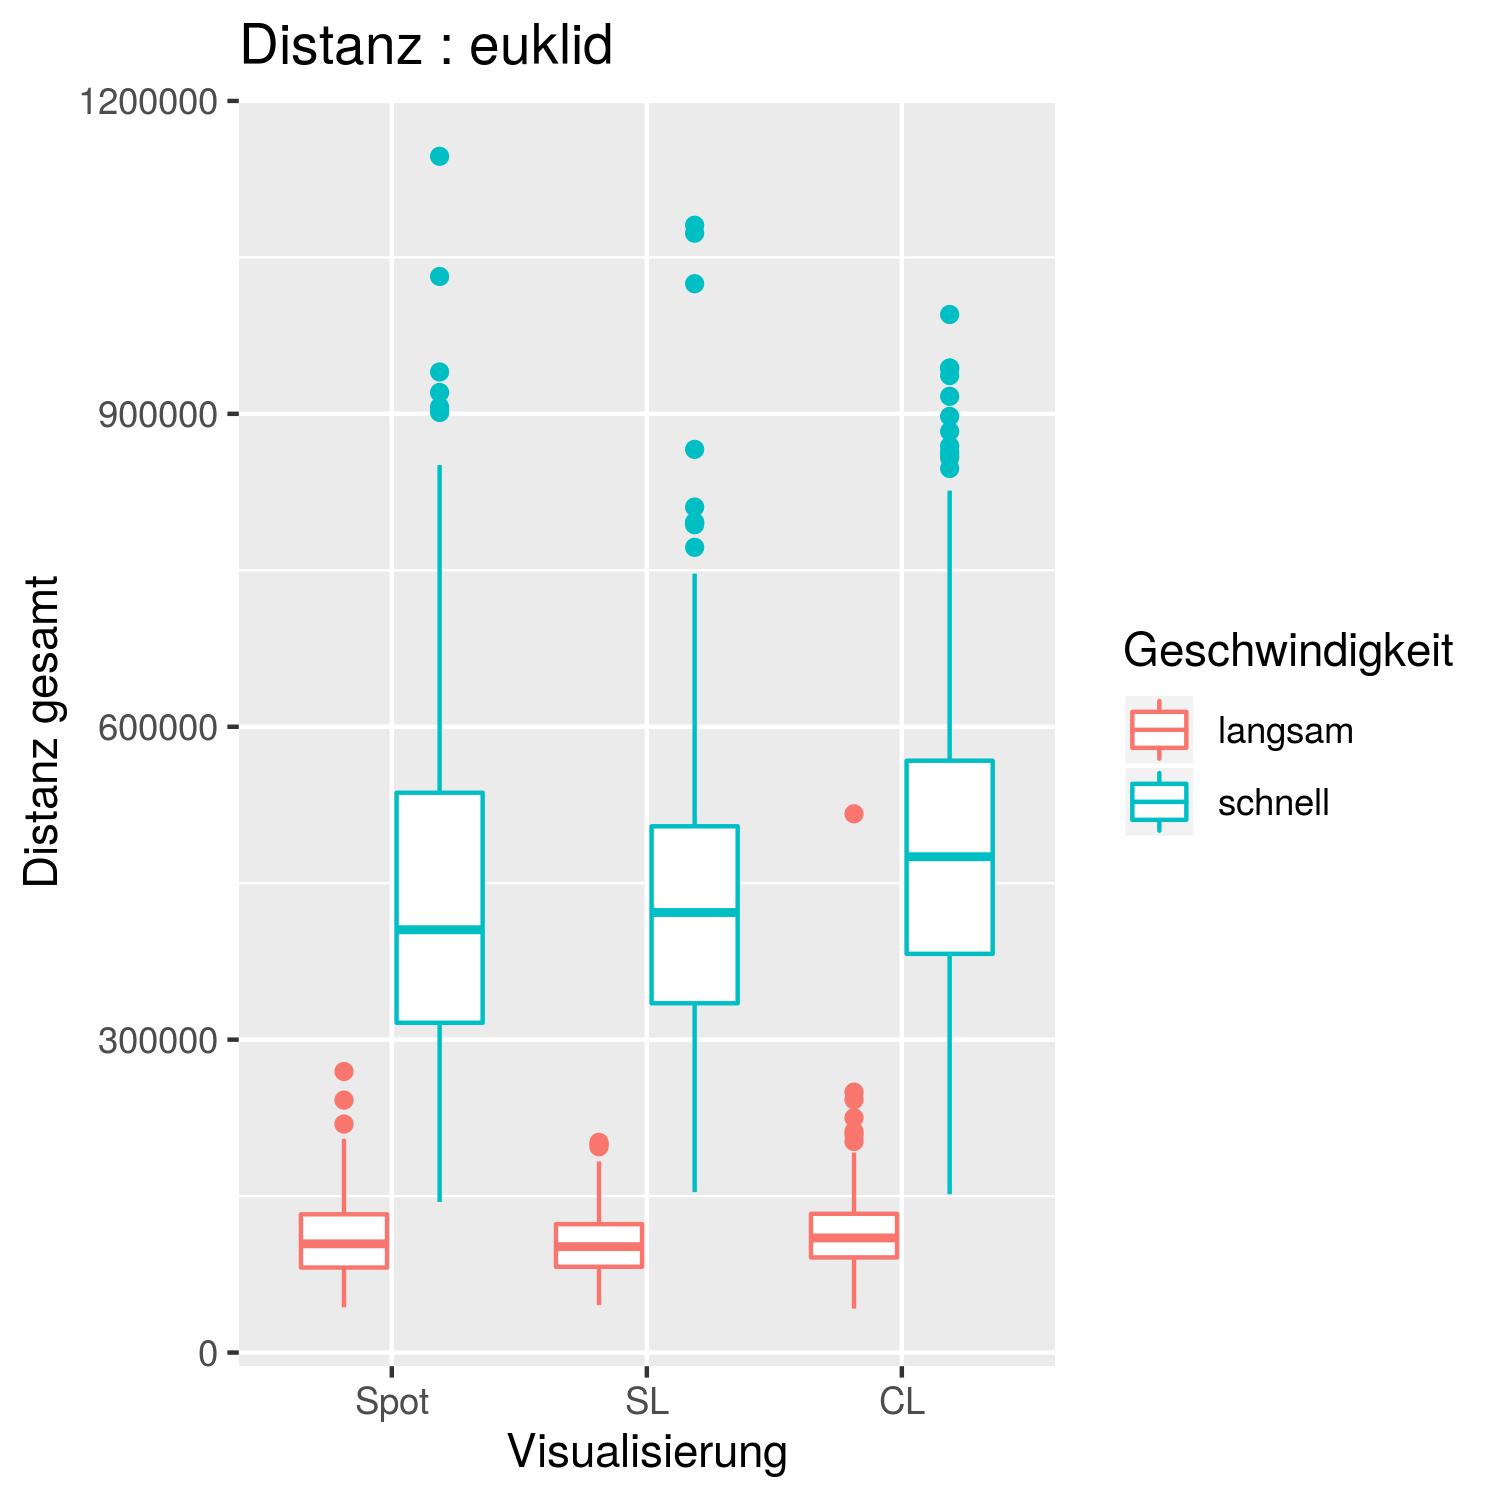 Distanz : euklid
1200000
900000
600000
300000
0
Distanz gesamt
Spot
SL
CL
Visualisierung
Geschwindigkeit
langsam
schnell